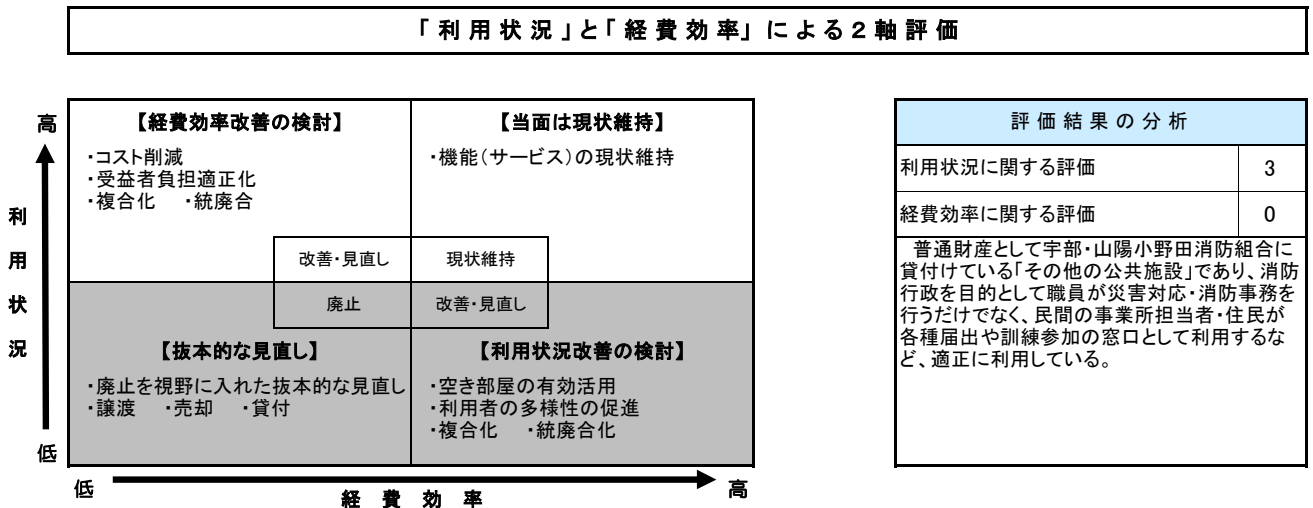 「利用状況」と「経費効率」による２軸評価
高
利用状況
低
【経費効率改善の検討】
・コスト削減
・受益者負担適正化
・複合化　・統廃合
【当面は現状維持】
・機能（サービス）の現状維持
改善・見直し
現状維持
廃止
改善・見直し
【抜本的な見直し】
・廃止を視野に入れた抜本的な見直し
・譲渡　・売却　・貸付
【利用状況改善の検討】
・空き部屋の有効活用
・利用者の多様性の促進
・複合化　・統廃合化
低
経費効率
高
評価結果の分析
利用状況に関する評価 3
経費効率に関する評価 0
普通財産として宇部・山陽小野田消防組合に
貸付けている「その他の公共施設」であり、消防
行政を目的として職員が災害対応・消防事務を
行うだけでなく、民間の事業所担当者・住民が
各種届出や訓練参加の窓口として利用するな
ど、適正に利用している。